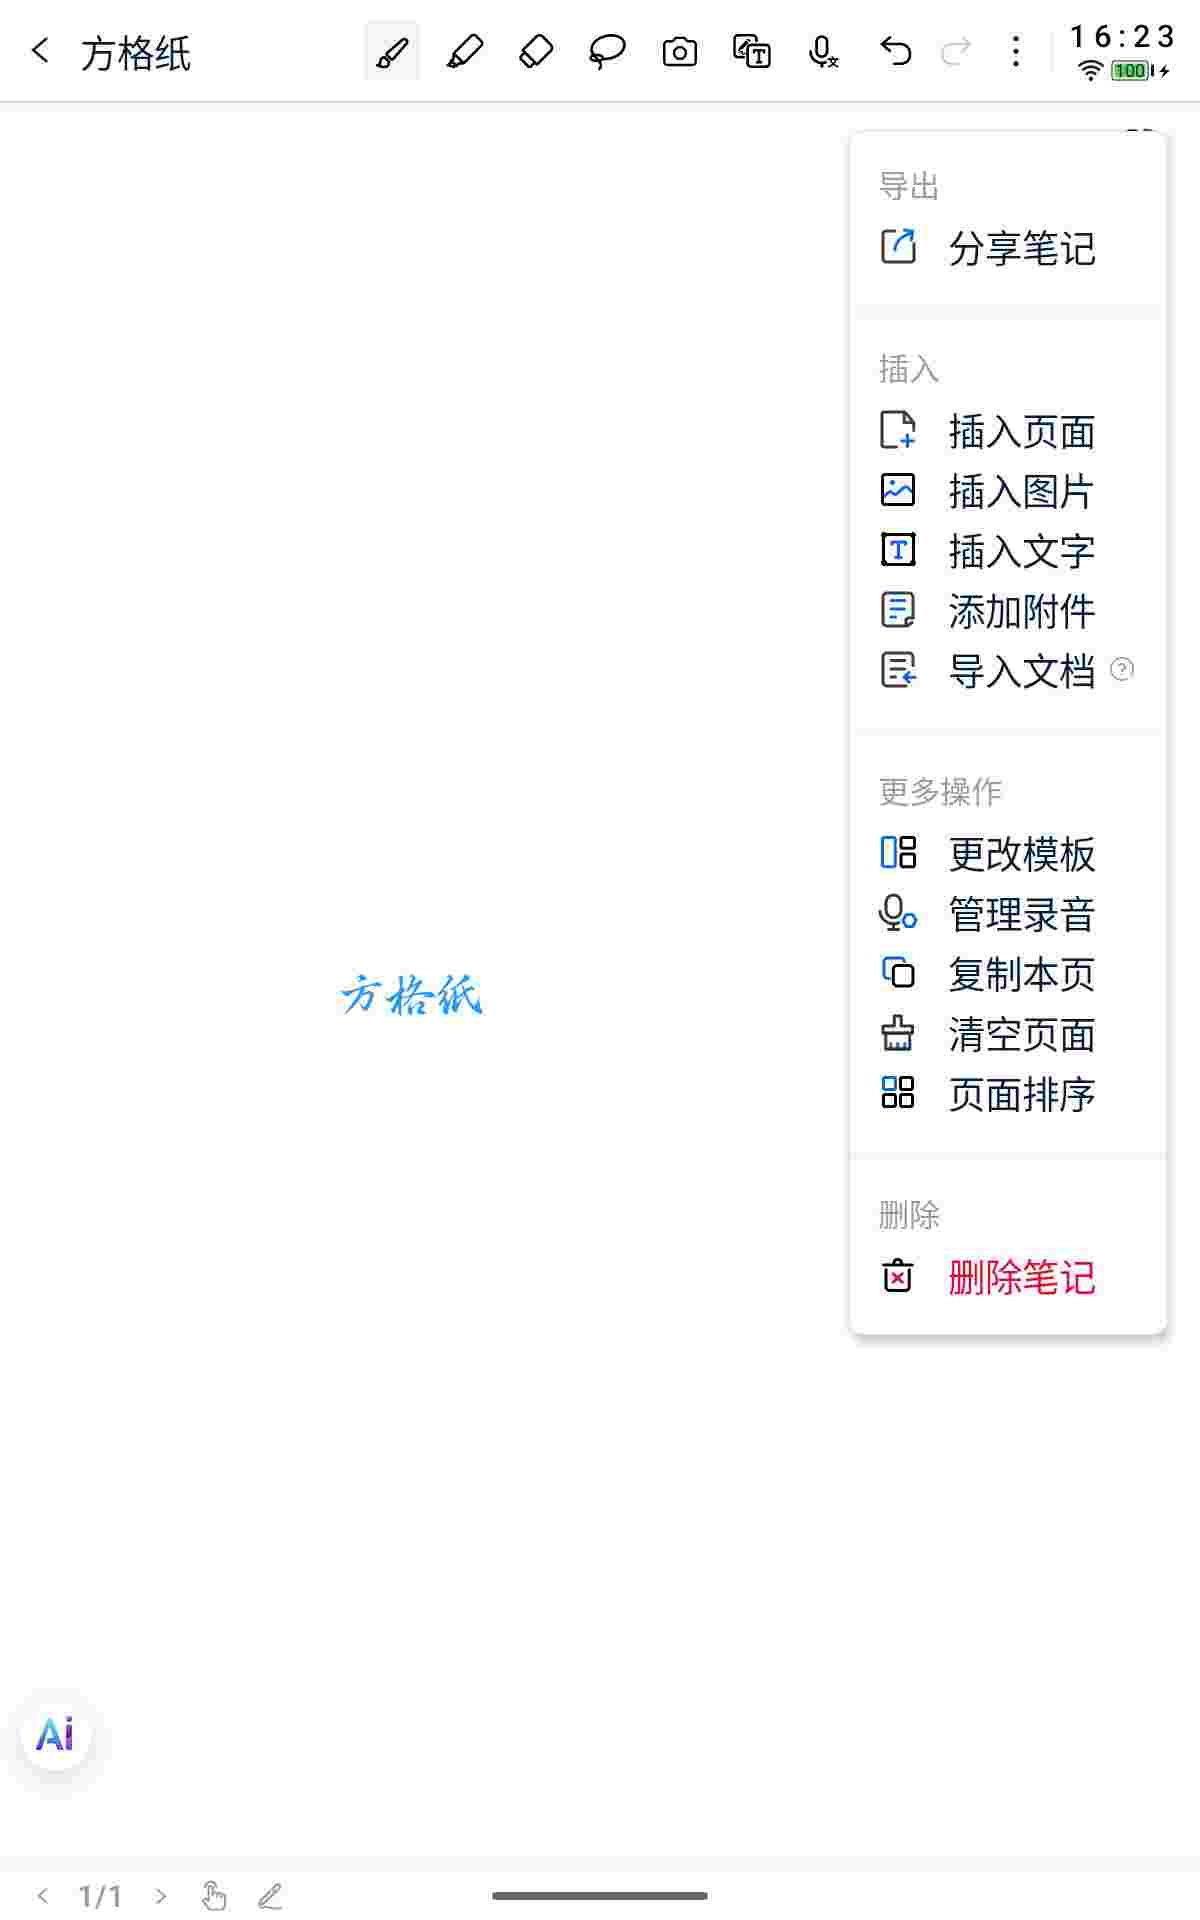 方格纸
16:23
100
导出
分享笔记
插入
插入页面
插入图片
插入文字
添加附件
导入文档
更多操作
更改模板
管理录音
复制本页
清空页面
页面排序
删除
删除笔记
方格纸
Ai
1/1